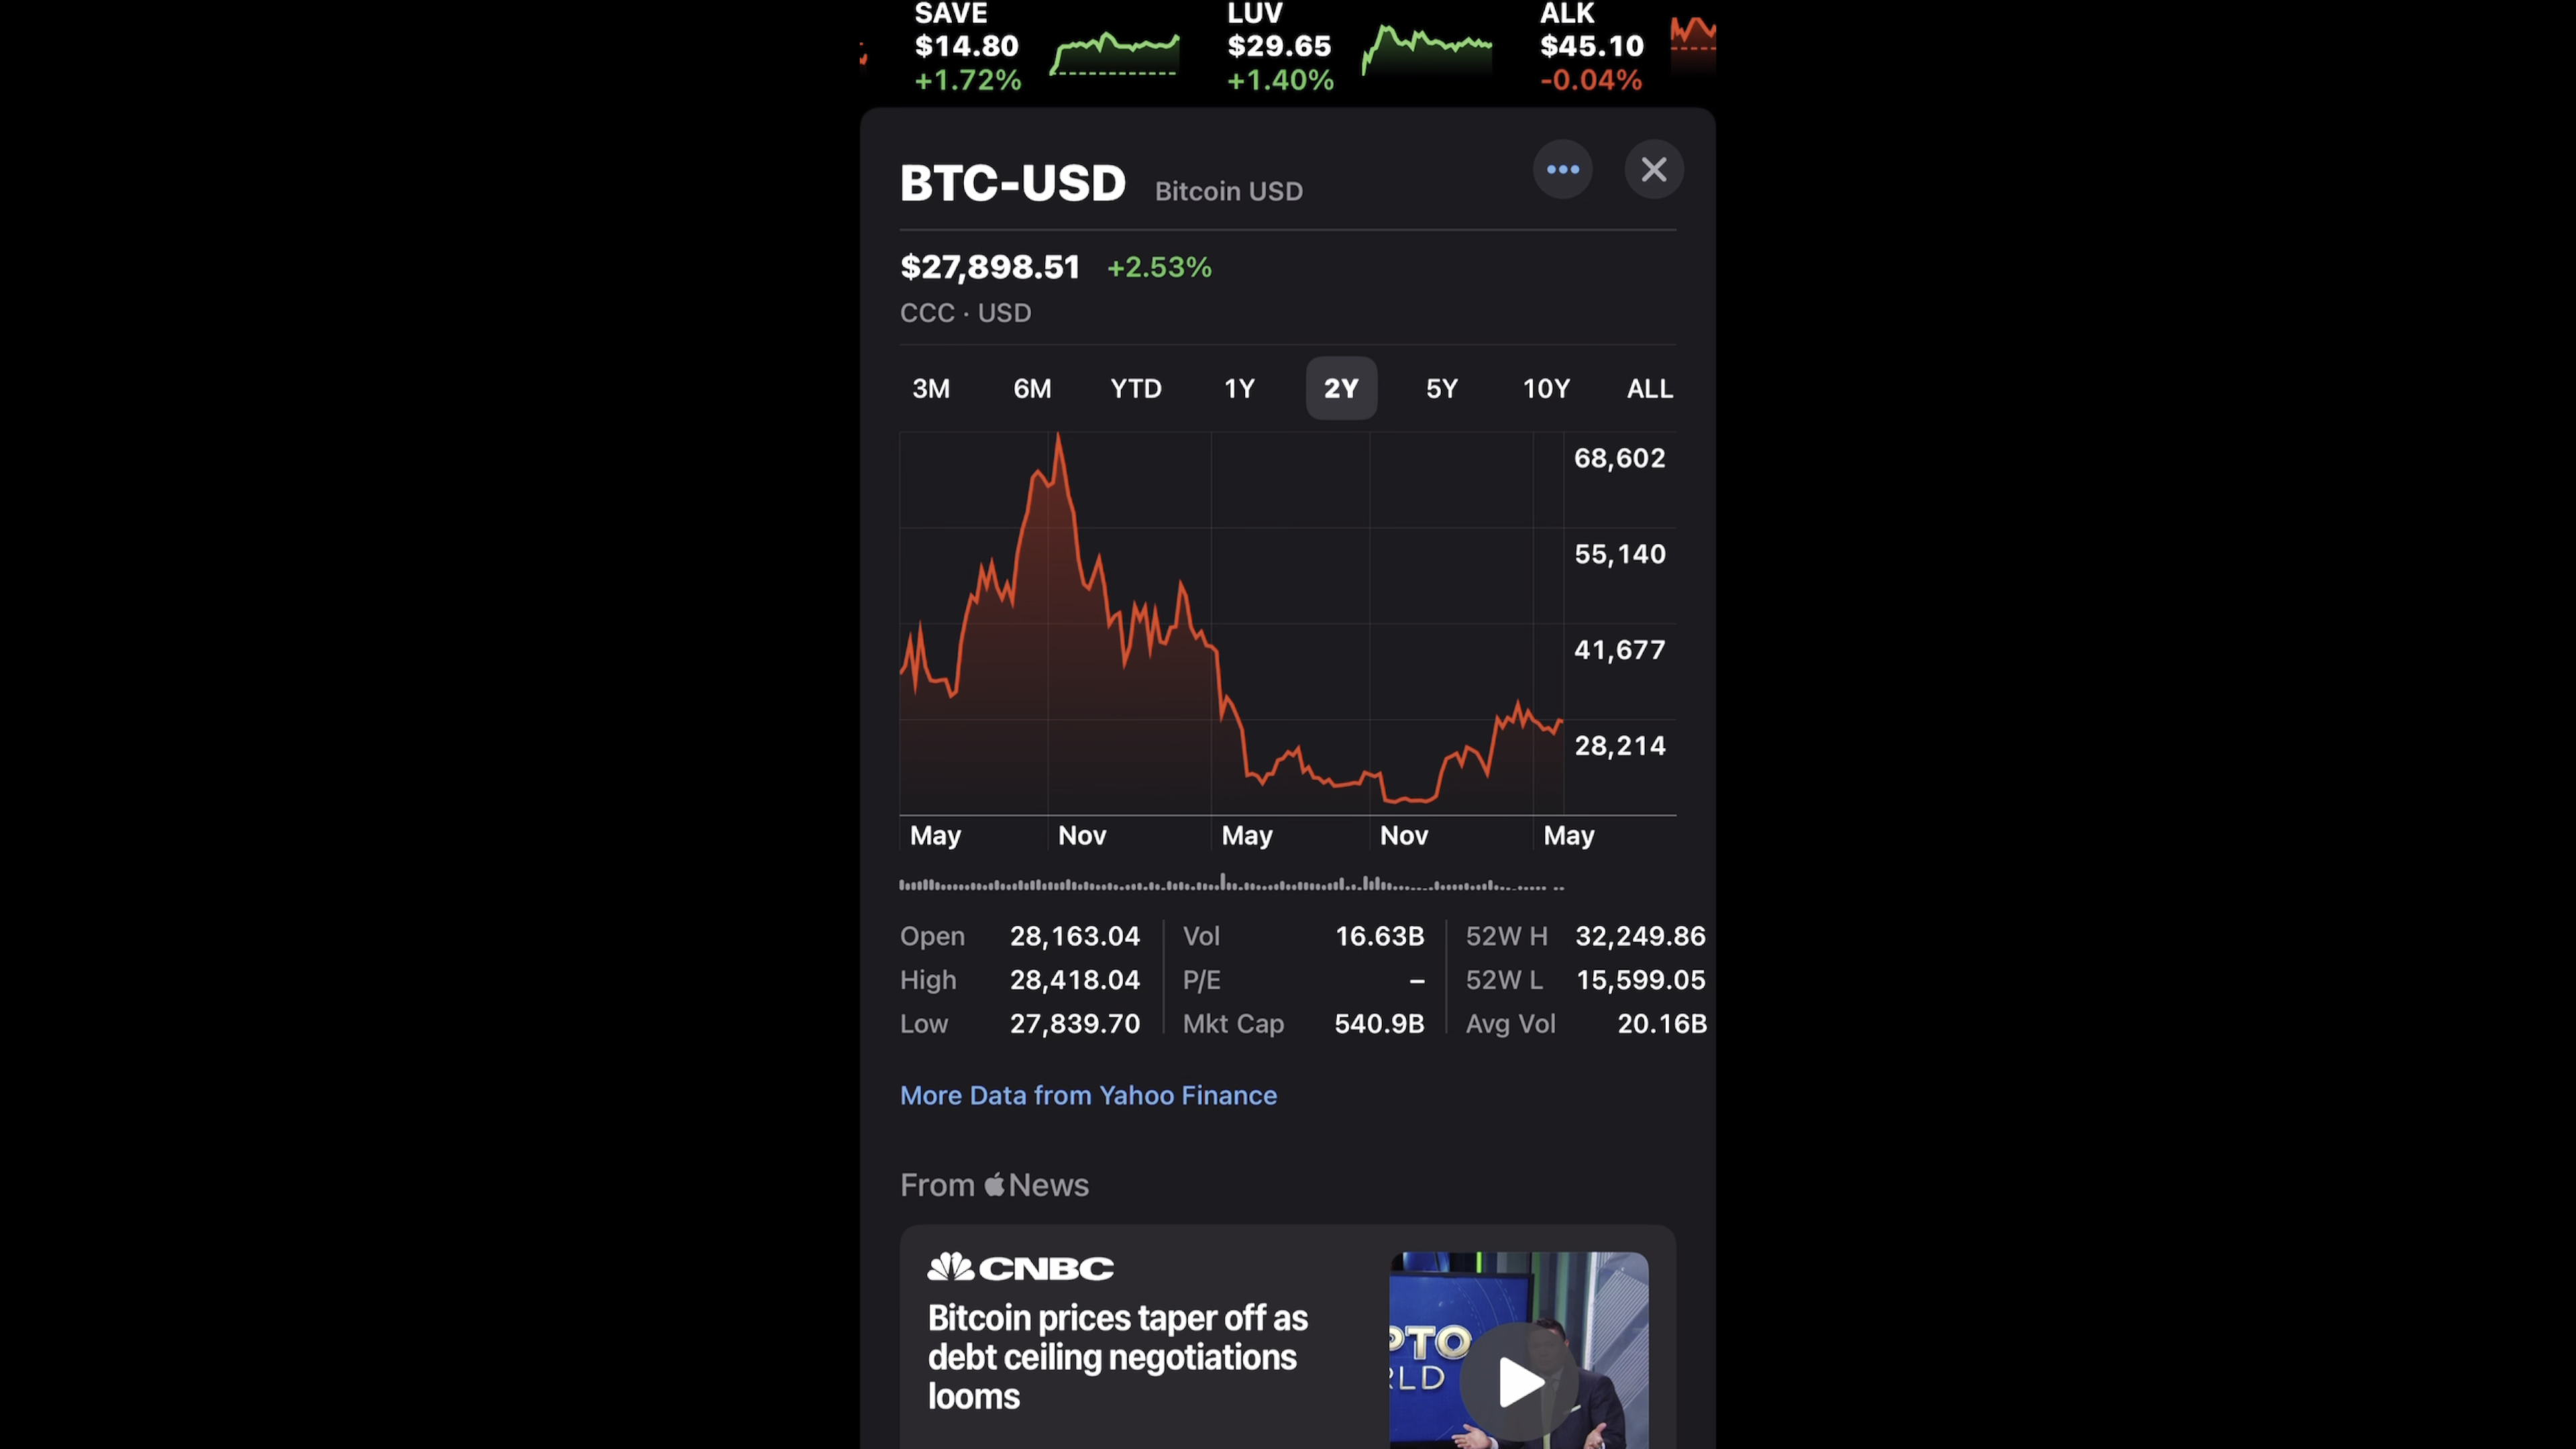 SAVE LUV ALK
$14.80 $29.65 $45.10
+1.72% +1.40% -0.04%
BTC-USD Bitcoin USD
$27,898.51 +2.53%
CCC · USD
3M 6M YTD 1Y 2Y 5Y 10Y ALL
68,602
55,140
41,677
28,214
May Nov May Nov May
Open 28,163.04 Vol 16.63B 52W H 32,249.86
High 28,418.04 P/E – 52W L 15,599.05
Low 27,839.70 Mkt Cap 540.9B Avg Vol 20.16B
More Data from Yahoo Finance
From News
CNBC
Bitcoin prices taper off as
debt ceiling negotiations
looms
PTO
RLD